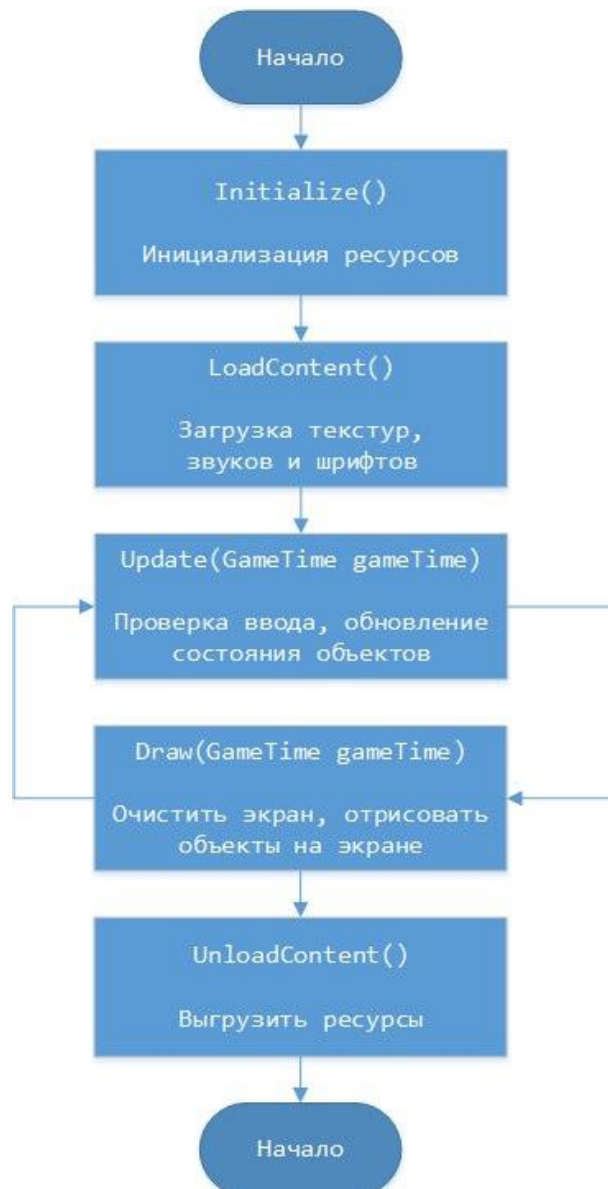 Начало
Initialize()
Инициализация ресурсов
LoadContent()
Загрузка текстур,
звуков и шрифтов
Update(GameTime gameTime)
Проверка ввода, обновление
состояния объектов
Draw(GameTime gameTime)
Очистить экран, отрисовать
объекты на экране
UnloadContent()
Выгрузить ресурсы
Начало